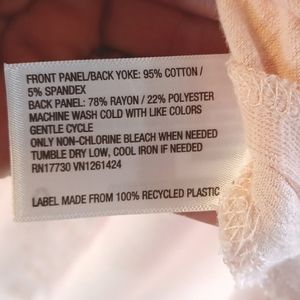 FRONT PANEL/BACK YOKE: 95% COTTON /
5% SPANDEX
BACK PANEL: 78% RAYON / 22% POLYESTER
MACHINE WASH COLD WITH LIKE COLORS
GENTLE CYCLE
ONLY NON-CHLORINE BLEACH WHEN NEEDED
TUMBLE DRY LOW, COOL IRON IF NEEDED
RN17730 VN1261424
LABEL MADE FROM 100% RECYCLED PLASTIC